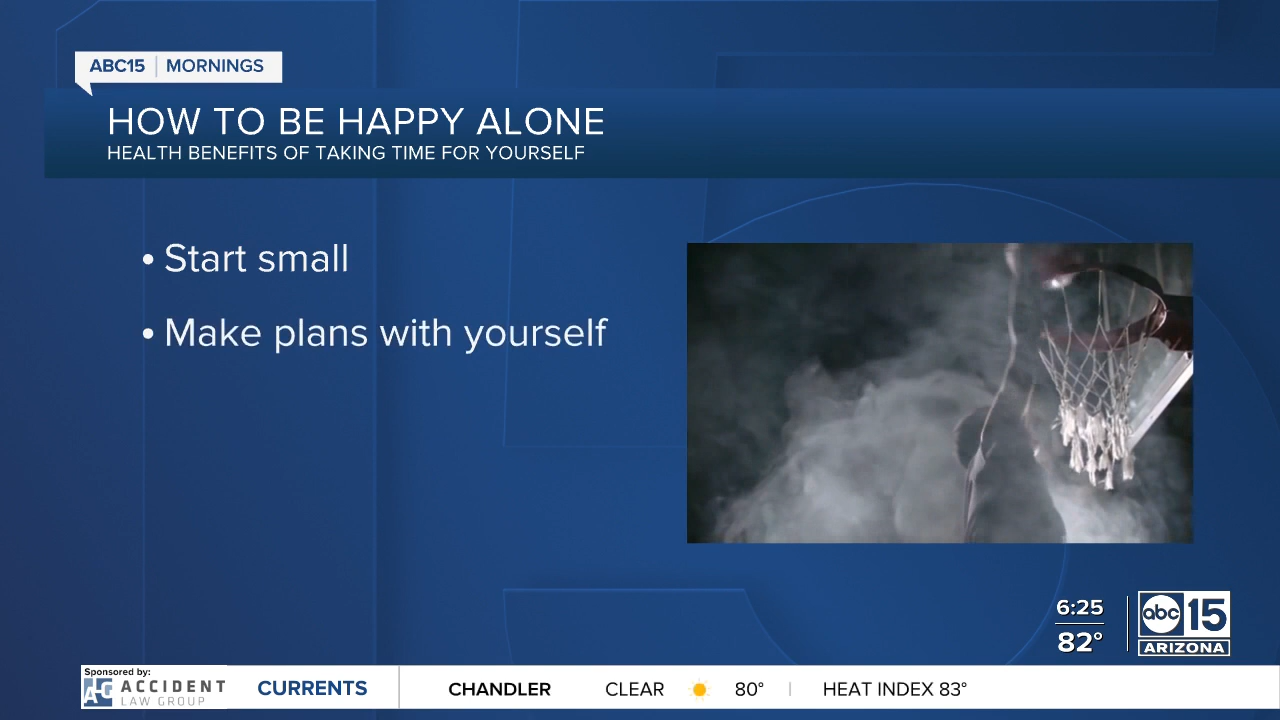 ABC15 | MORNINGS
HOW TO BE HAPPY ALONE
HEALTH BENEFITS OF TAKING TIME FOR YOURSELF
• Start small
• Make plans with yourself
6:25
82°
abc 15
ARIZONA
Sponsored by:
AG ACCIDENT
LAW GROUP
CURRENTS
CHANDLER CLEAR 80° | HEAT INDEX 83°